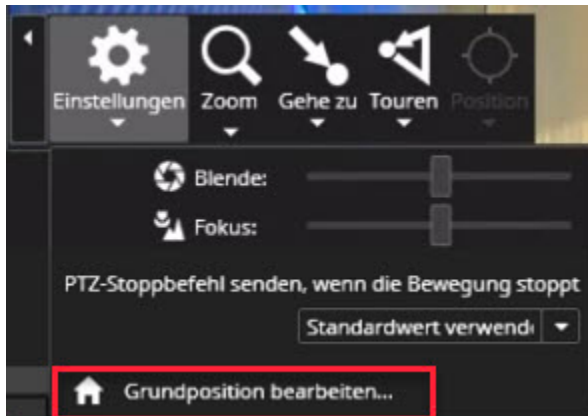 Einstellungen Zoom Gehe zu Touren Position
Blende:
Fokus:
PTZ-Stoppbefehl senden, wenn die Bewegung stoppt
Standardwert verwend
Grundposition bearbeiten...